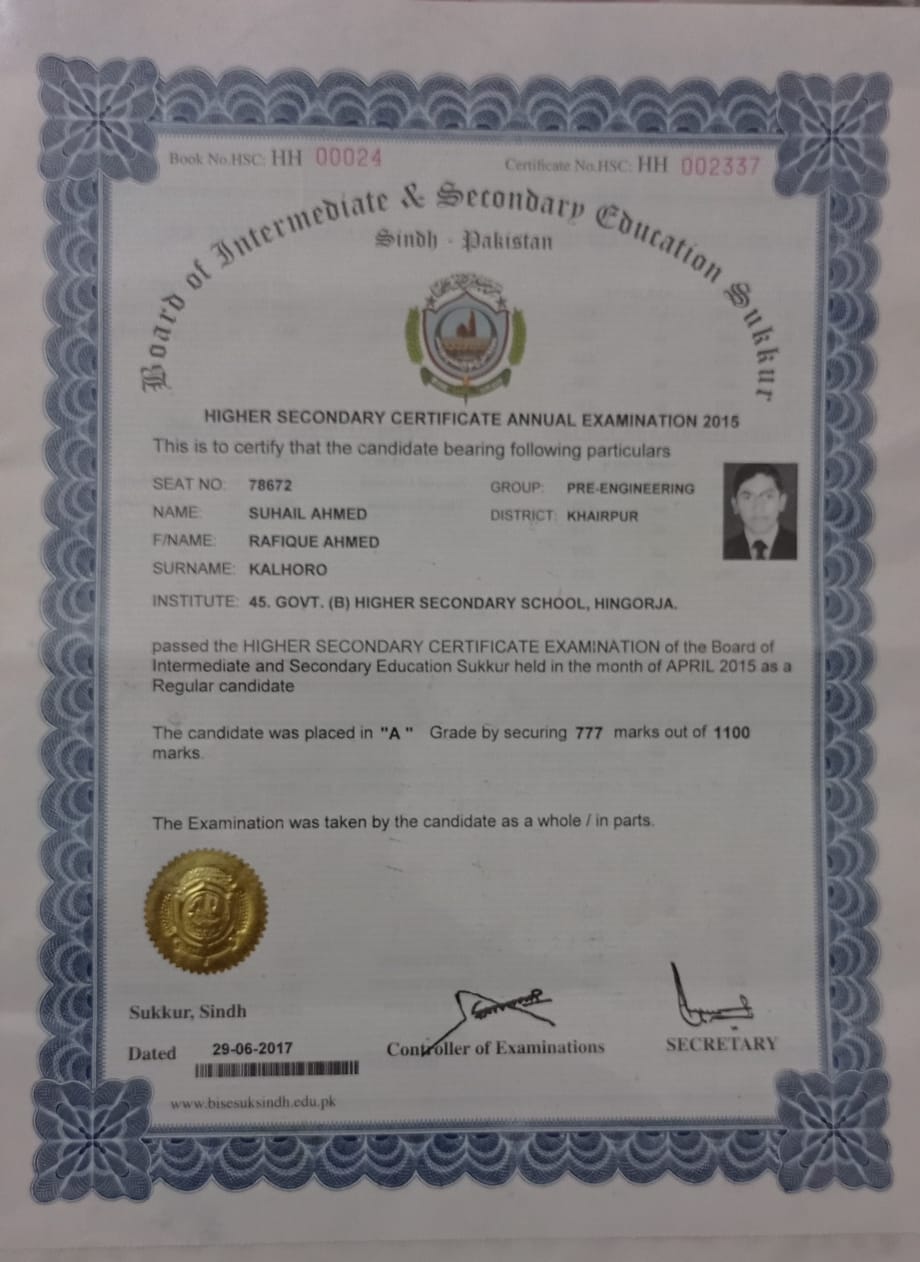 Book No.HSC: HH 00024
Certificate No.HSC: HH 002337
Board of Intermediate & Secondary Education Sukkur
Sindh - Pakistan
HIGHER SECONDARY CERTIFICATE ANNUAL EXAMINATION 2015
This is to certify that the candidate bearing following particulars
SEAT NO: 78672 GROUP: PRE-ENGINEERING
NAME: SUHAIL AHMED DISTRICT: KHAIRPUR
F/NAME: RAFIQUE AHMED
SURNAME: KALHORO
INSTITUTE: 45. GOVT. (B) HIGHER SECONDARY SCHOOL, HINGORJA.
passed the HIGHER SECONDARY CERTIFICATE EXAMINATION of the Board of
Intermediate and Secondary Education Sukkur held in the month of APRIL 2015 as a
Regular candidate
The candidate was placed in "A " Grade by securing 777 marks out of 1100
marks.
The Examination was taken by the candidate as a whole / in parts.
Sukkur, Sindh
Dated 29-06-2017
Controller of Examinations
SECRETARY
www.bisesuksindh.edu.pk